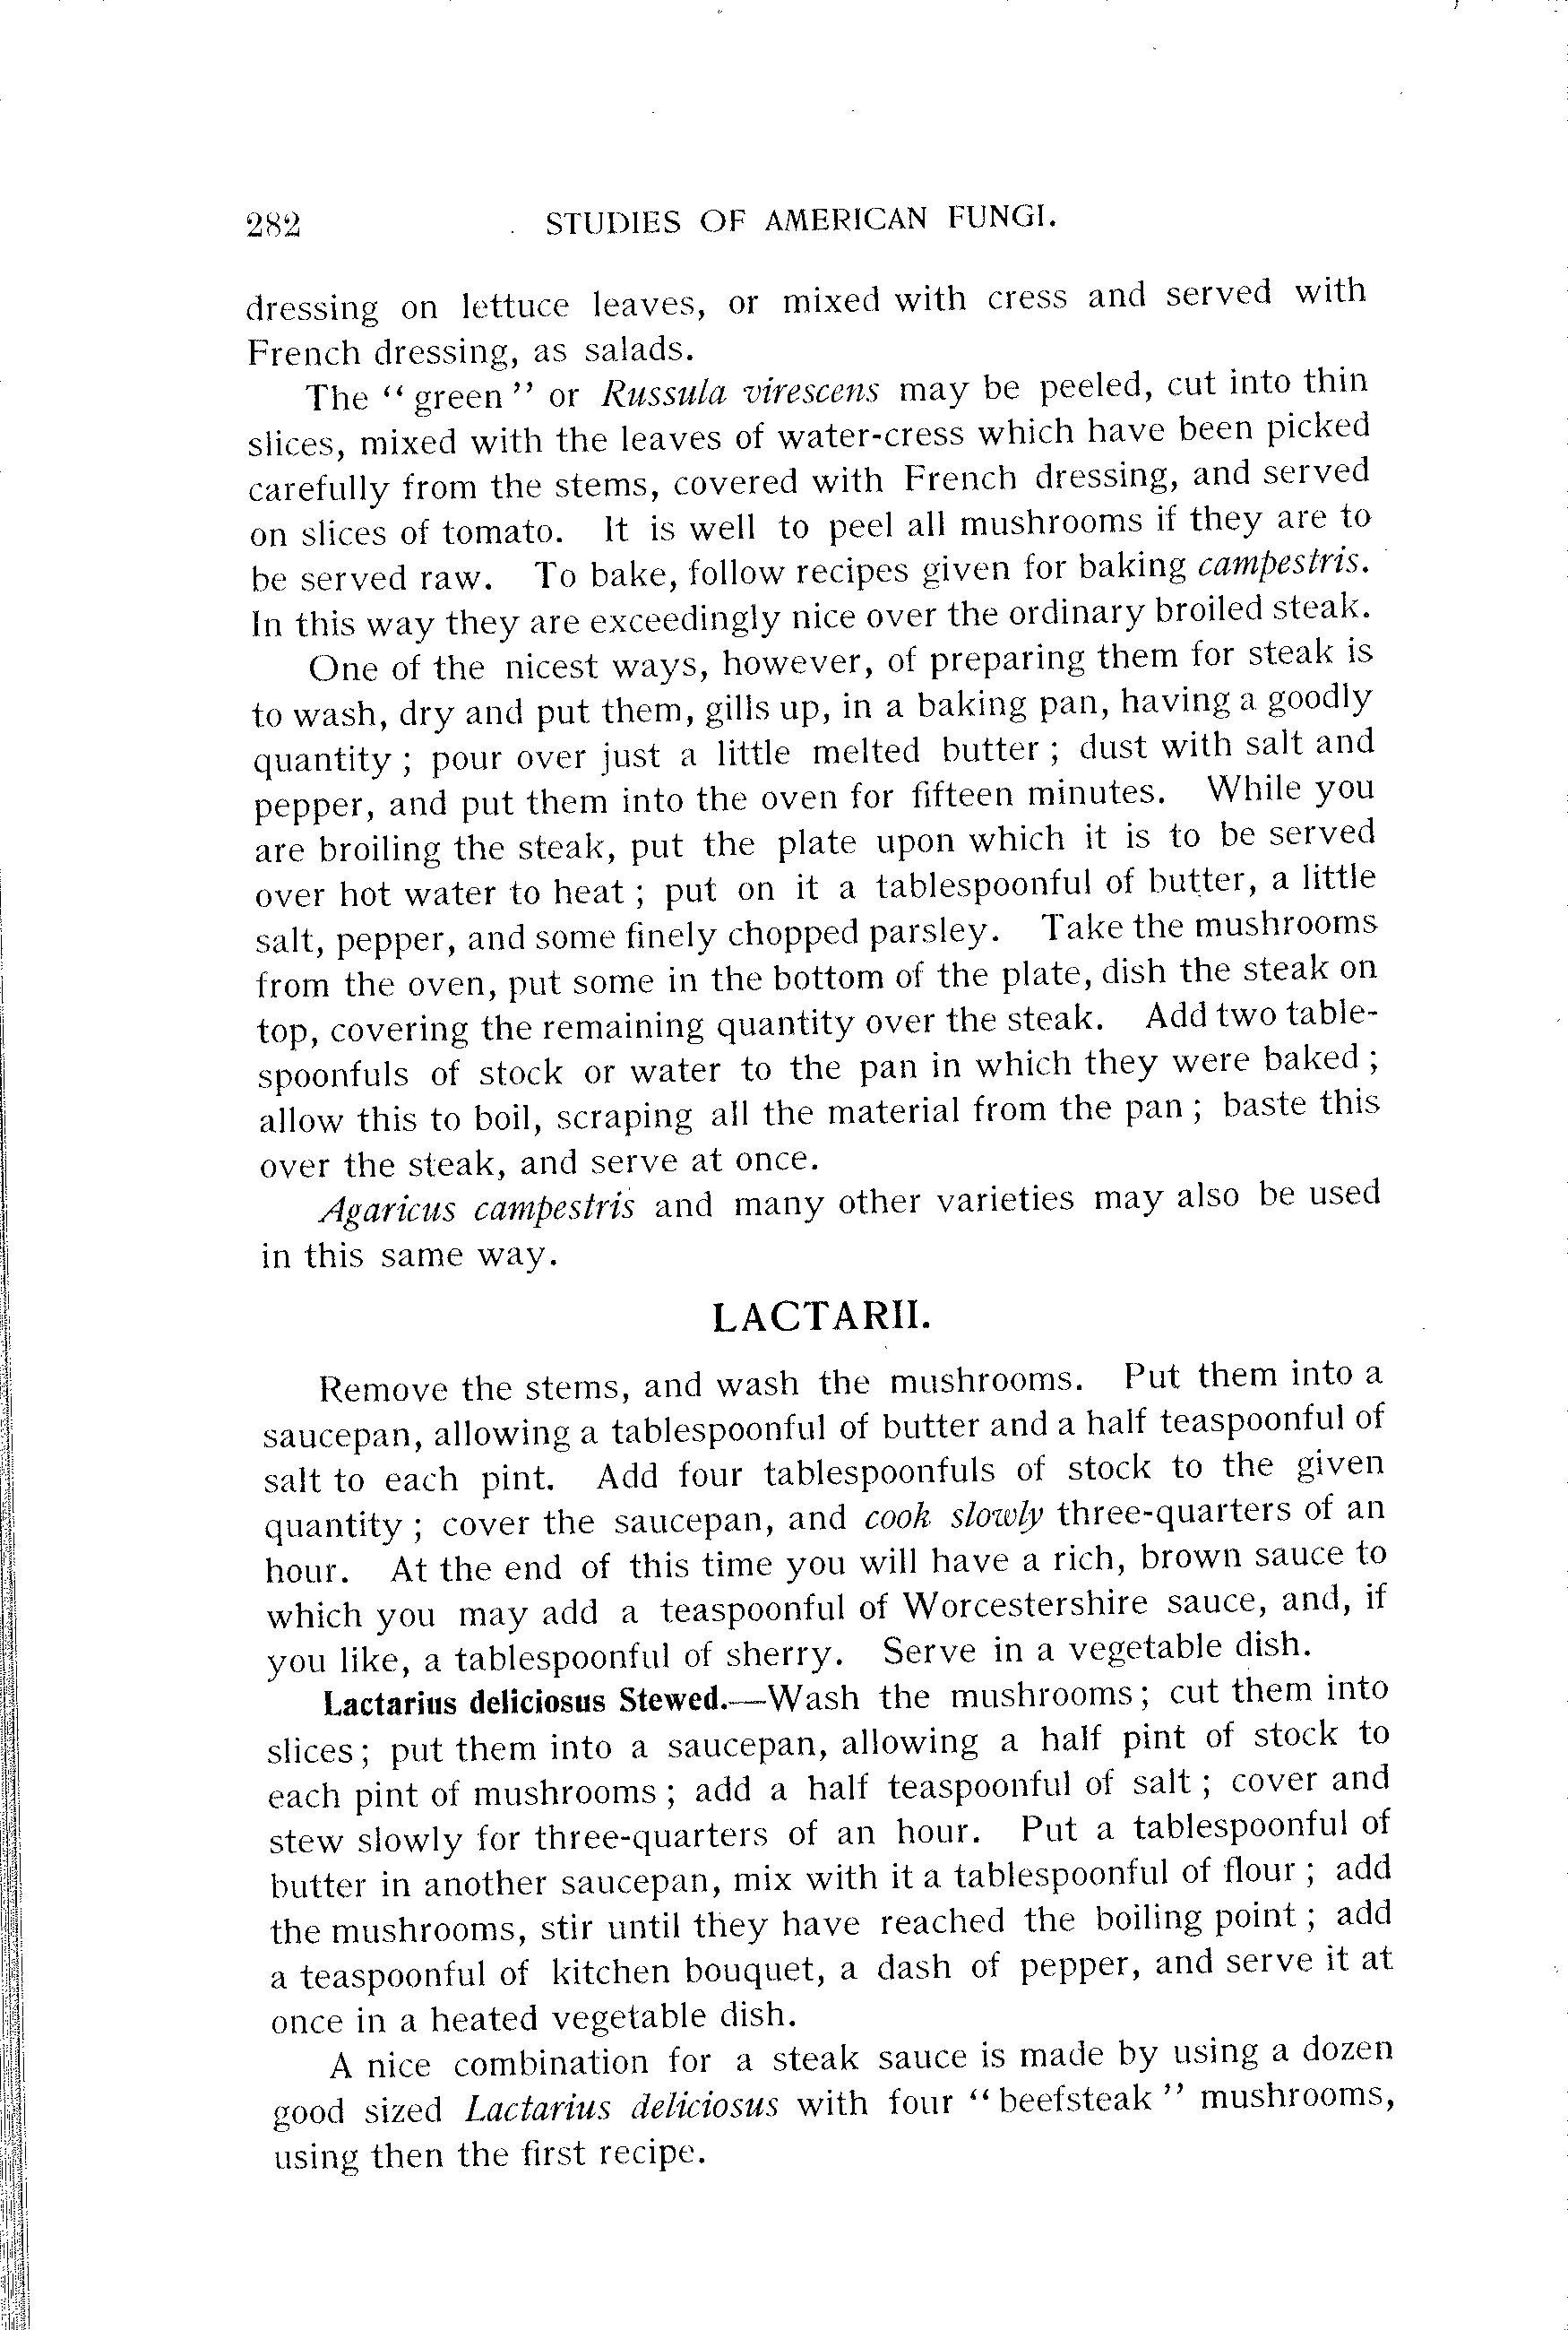 282 STUDIES OF AMERICAN FUNGI.
dressing on lettuce leaves, or mixed with cress and served with
French dressing, as salads.
The “ green ” or Russula virescens may be peeled, cut into thin
slices, mixed with the leaves of water-cress which have been picked
carefully from the stems, covered with French dressing, and served
on slices of tomato. It is well to peel all mushrooms if they are to
be served raw. To bake, follow recipes given for baking campestris.
In this way they are exceedingly nice over the ordinary broiled steak.
One of the nicest ways, however, of preparing them for steak is
to wash, dry and put them, gills up, in a baking pan, having a goodly
quantity ; pour over just a little melted butter ; dust with salt and
pepper, and put them into the oven for fifteen minutes. While you
are broiling the steak, put the plate upon which it is to be served
over hot water to heat ; put on it a tablespoonful of butter, a little
salt, pepper, and some finely chopped parsley. Take the mushrooms
from the oven, put some in the bottom of the plate, dish the steak on
top, covering the remaining quantity over the steak. Add two table-
spoonfuls of stock or water to the pan in which they were baked ;
allow this to boil, scraping all the material from the pan ; baste this
over the steak, and serve at once.
Agaricus campestris and many other varieties may also be used
in this same way.
LACTARII.
Remove the stems, and wash the mushrooms. Put them into a
saucepan, allowing a tablespoonful of butter and a half teaspoonful of
salt to each pint. Add four tablespoonfuls of stock to the given
quantity ; cover the saucepan, and cook slowly three-quarters of an
hour. At the end of this time you will have a rich, brown sauce to
which you may add a teaspoonful of Worcestershire sauce, and, if
you like, a tablespoonful of sherry. Serve in a vegetable dish.
Lactarius deliciosus Stewed.—Wash the mushrooms ; cut them into
slices ; put them into a saucepan, allowing a half pint of stock to
each pint of mushrooms ; add a half teaspoonful of salt ; cover and
stew slowly for three-quarters of an hour. Put a tablespoonful of
butter in another saucepan, mix with it a tablespoonful of flour ; add
the mushrooms, stir until they have reached the boiling point ; add
a teaspoonful of kitchen bouquet, a dash of pepper, and serve it at
once in a heated vegetable dish.
A nice combination for a steak sauce is made by using a dozen
good sized Lactarius deliciosus with four “ beefsteak ” mushrooms,
using then the first recipe.